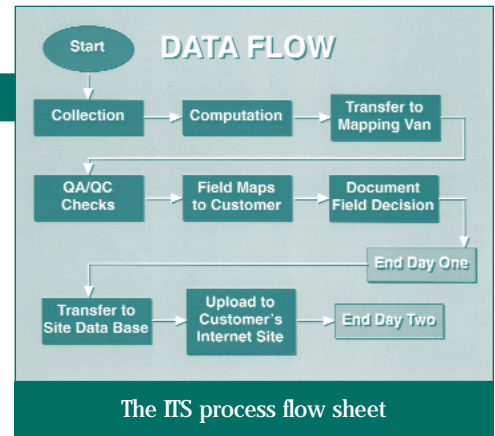 DATA FLOW
Start
Collection
Computation
Transfer to
Mapping Van
QA/QC
Checks
Field Maps
to Customer
Document
Field Decision
End Day One
Transfer to
Site Data Base
Upload to
Customer's
Internet Site
End Day Two
The ITS process flow sheet